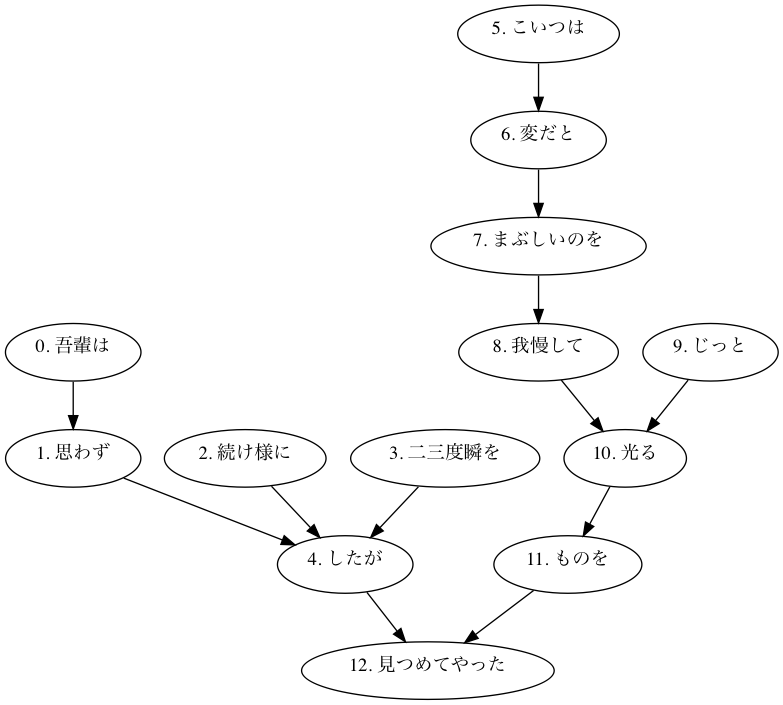 5. こいつは
6. 変だと
7. まぶしいのを
0. 吾輩は
8. 我慢して
9. じっと
1. 思わず
2. 続け様に
3. 二三度瞬を
10. 光る
4. したが
11. ものを
12. 見つめてやった